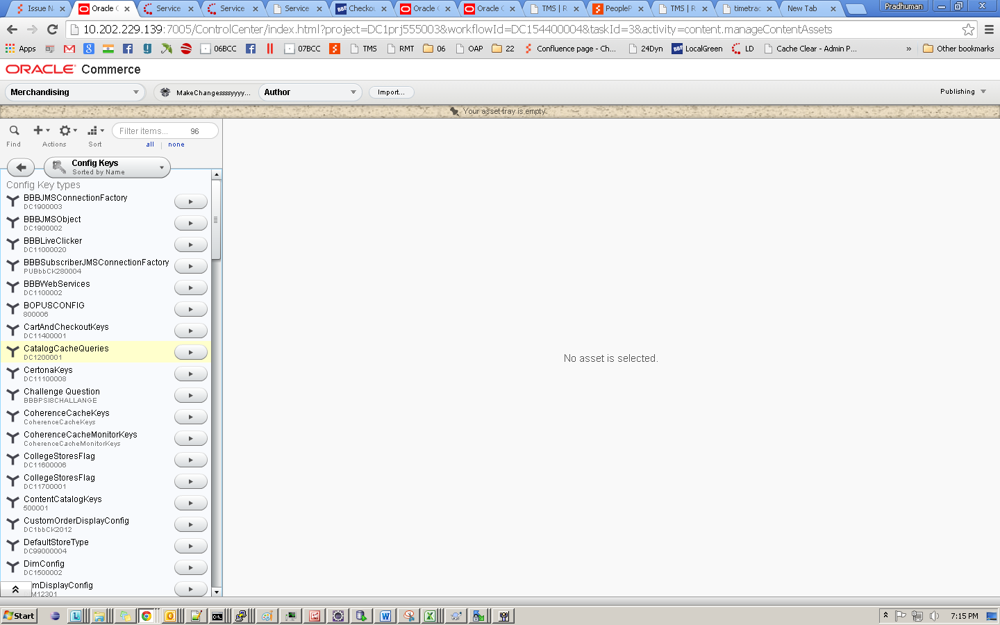 Issue N
Oracle C
Service
Service
Service
Checkou
Oracle C
Oracle C
TMS | R
PeopleP
TMS | R
timetrac
New Tab
Pradhuman
10.202.229.139:7005/ControlCenter/index.html?project=DC1prj555003&workflowId=DC154400004&taskId=3&activity=content.manageContentAssets
Apps
06BCC
07BCC
TMS
RMT
06
OAP
22
Confluence page - Ch...
24Dyn
LocalGreen
LD
Cache Clear - Admin P...
»
Other bookmarks
ORACLE Commerce
Merchandising
MakeChangessssyyyy...
Author
Import...
Publishing
Your asset tray is empty.
Filter items...
96
Find
Actions
Sort
all | none
Config Keys
Sorted by Name
Config Key types
BBBJMSConnectionFactory
DC1900003
BBBJMSObject
DC1900002
BBBLiveClicker
DC11000020
BBBSubscriberJMSConnectionFactory
PUBbbCK280004
BBBWebServices
DC1100002
BOPUSCONFIG
800006
CartAndCheckoutKeys
DC11400001
CatalogCacheQueries
DC1200001
CertonaKeys
DC11100008
Challenge Question
BBBPSI8CHALLANGE
CoherenceCacheKeys
CoherenceCacheKeys
CoherenceCacheMonitorKeys
CoherenceCacheMonitorKeys
CollegeStoresFlag
DC11600006
CollegeStoresFlag
DC11700001
ContentCatalogKeys
500001
CustomOrderDisplayConfig
DC1bbCK2012
DefaultStoreType
DC99000004
DimConfig
DC1500002
mDisplayConfig
M12301
No asset is selected.
Start
7:15 PM